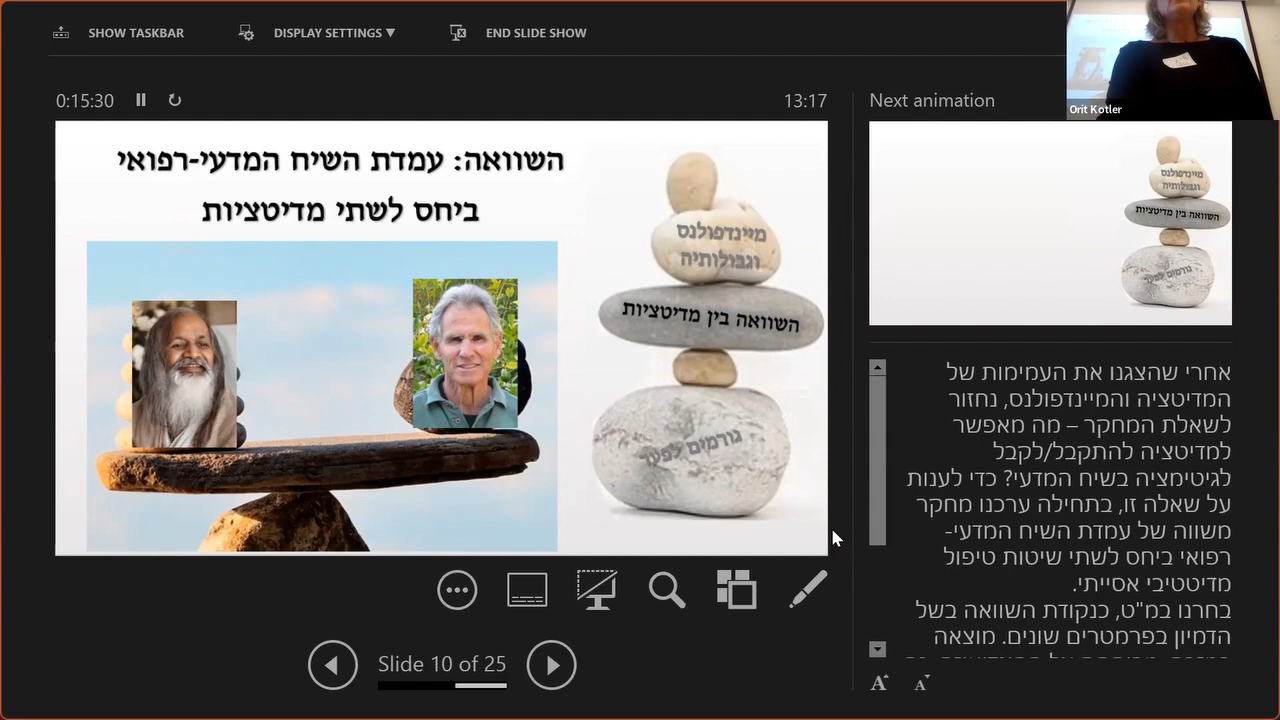 SHOW TASKBAR
DISPLAY SETTINGS ▼
END SLIDE SHOW
Orit Kotler
0:15:30
13:17
Next animation
השוואה: עמדת השיח המדעי-רפואי
ביחס לשתי מדיטציות
מיינדפולנס
וגבולותיה
השוואה בין מדיטציות
גורמים לפער
מיינדפולנס
וגבולותיה
השוואה בין מדיטציות
גורמים לפער
אחרי שהצגנו את העמימות של
המדיטציה והמיינדפולנס, נחזור
לשאלת המחקר – מה מאפשר
למדיטציה להתקבל/לקבל
לגיטימציה בשיח המדעי? כדי לענות
על שאלה זו, בתחילה ערכנו מחקר
משווה של עמדת השיח המדעי-
רפואי ביחס לשתי שיטות טיפול
מדיטטיבי אסייתי.
בחרנו במ"ט, כנקודת השוואה בשל
הדמיון בפרמטרים שונים. מוצאה
Slide 10 of 25
A A